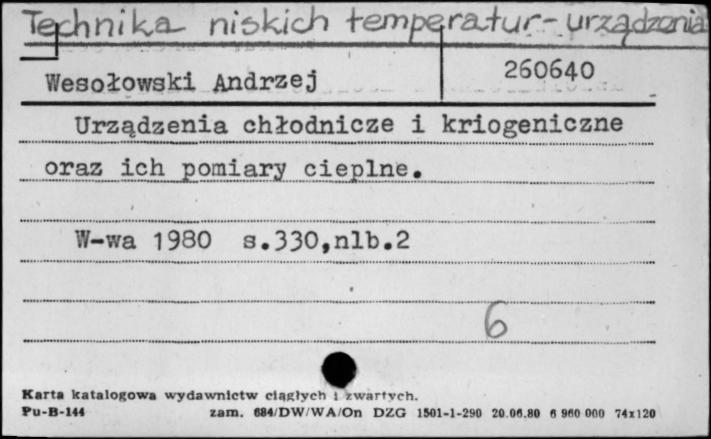 Technika niskich temperatur-urządzenia
Wesołowski Andrzej
260640
Urządzenia chłodnicze i kriogeniczne
oraz ich pomiary cieplne.
W-wa 1980 s.330,nlb.2
6
Karta katalogowa wydawnictw ciągłych i zwartych.
Pu-B-144 zam. 684/DW/WA/On DZG 1501-1-290 20.06.80 6 960 000 74x120